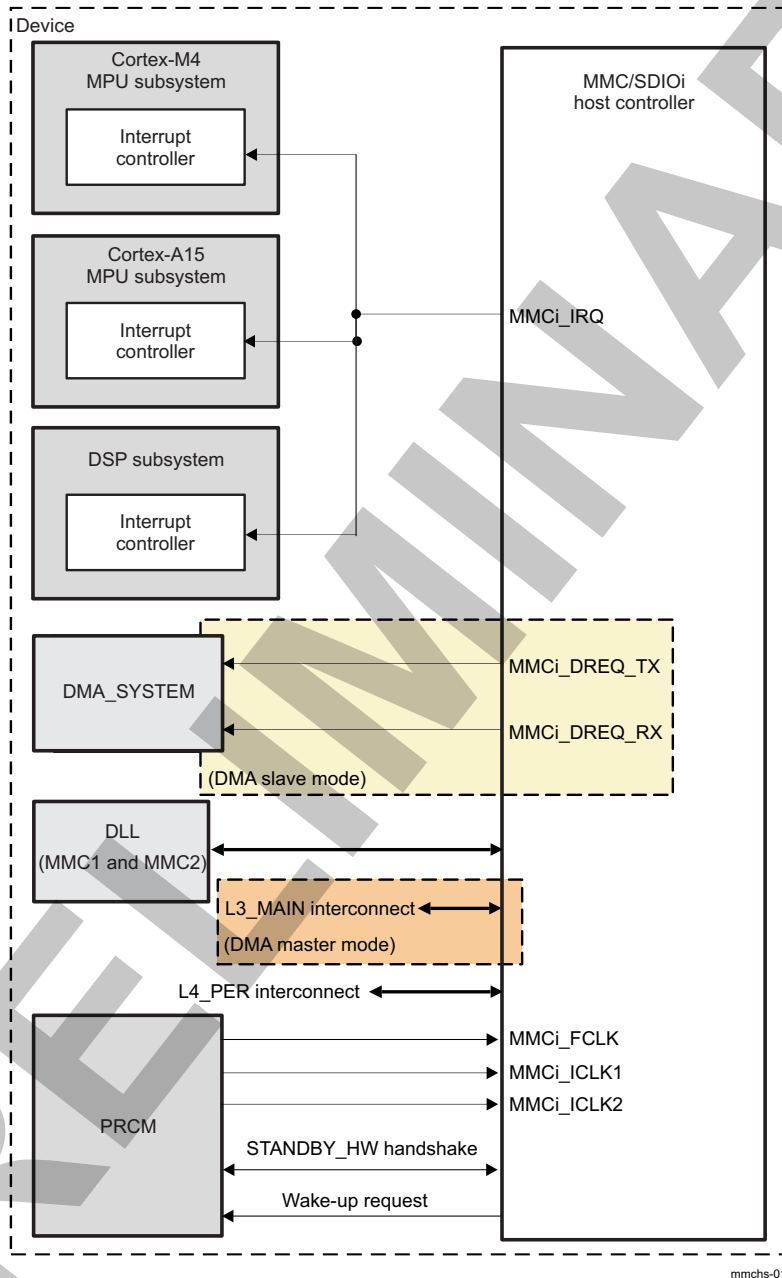 Device
Cortex-M4
MPU subsystem
Interrupt
controller
Cortex-A15
MPU subsystem
Interrupt
controller
DSP subsystem
Interrupt
controller
MMC/SDIOi
host controller
MMCi_IRQ
DMA_SYSTEM
MMCi_DREQ_TX
MMCi_DREQ_RX
(DMA slave mode)
DLL
(MMC1 and MMC2)
L3_MAIN interconnect
(DMA master mode)
L4_PER interconnect
PRCM
MMCi_FCLK
MMCi_ICLK1
MMCi_ICLK2
STANDBY_HW handshake
Wake-up request